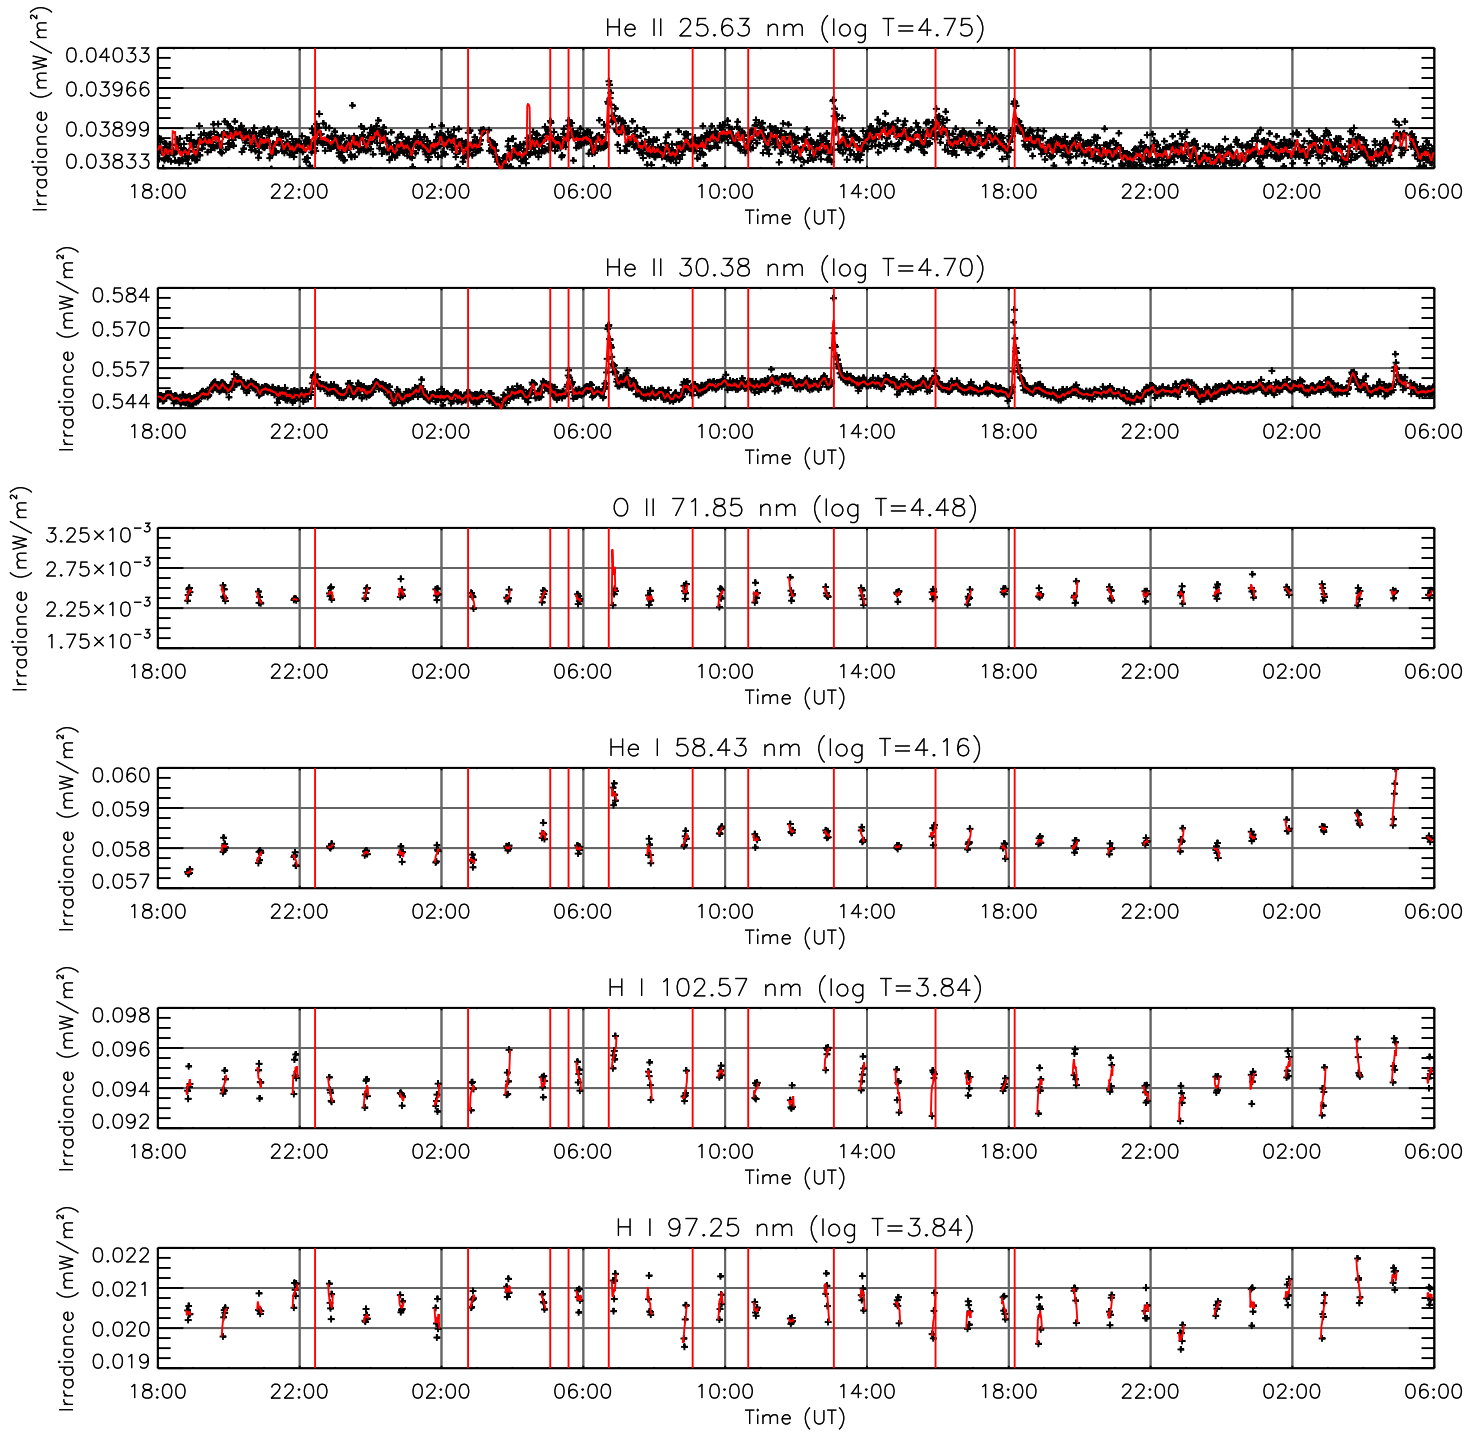 He II 25.63 nm (log T=4.75)
Irradiance (mW/m²)
0.04033
0.03966
0.03899
0.03833
18:00 22:00 02:00 06:00 10:00 14:00 18:00 22:00 02:00 06:00
Time (UT)
He II 30.38 nm (log T=4.70)
Irradiance (mW/m²)
0.584
0.570
0.557
0.544
18:00 22:00 02:00 06:00 10:00 14:00 18:00 22:00 02:00 06:00
Time (UT)
O II 71.85 nm (log T=4.48)
Irradiance (mW/m²)
3.25×10⁻³
2.75×10⁻³
2.25×10⁻³
1.75×10⁻³
18:00 22:00 02:00 06:00 10:00 14:00 18:00 22:00 02:00 06:00
Time (UT)
He I 58.43 nm (log T=4.16)
Irradiance (mW/m²)
0.060
0.059
0.058
0.057
18:00 22:00 02:00 06:00 10:00 14:00 18:00 22:00 02:00 06:00
Time (UT)
H I 102.57 nm (log T=3.84)
Irradiance (mW/m²)
0.098
0.096
0.094
0.092
18:00 22:00 02:00 06:00 10:00 14:00 18:00 22:00 02:00 06:00
Time (UT)
H I 97.25 nm (log T=3.84)
Irradiance (mW/m²)
0.022
0.021
0.020
0.019
18:00 22:00 02:00 06:00 10:00 14:00 18:00 22:00 02:00 06:00
Time (UT)